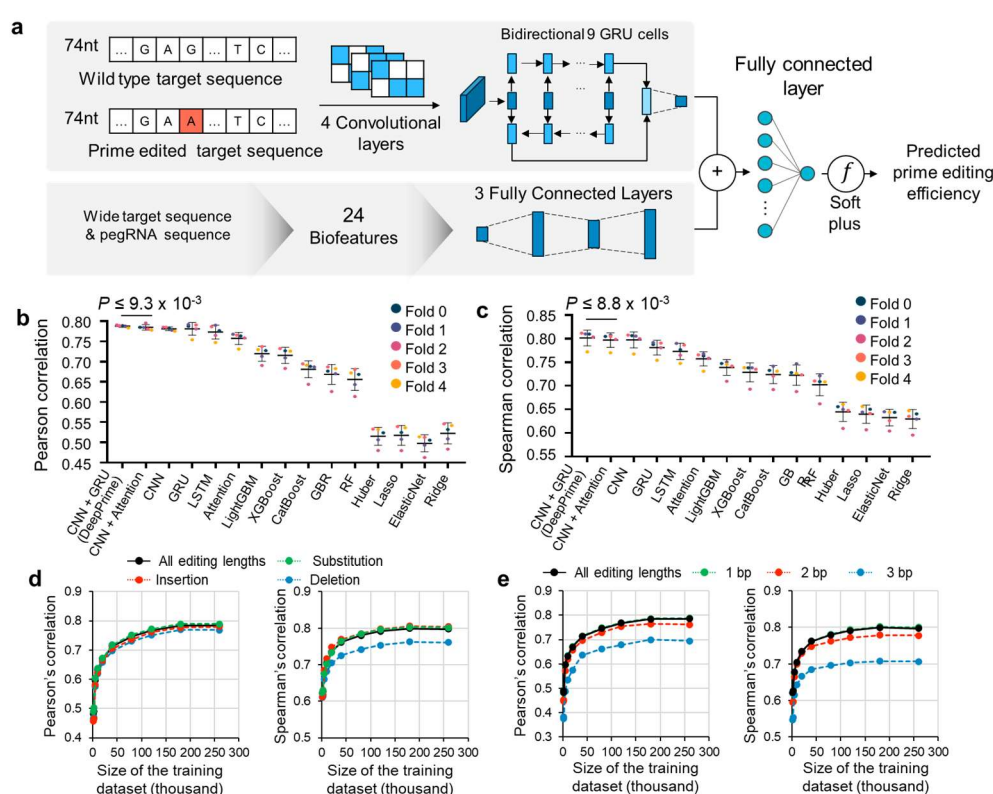 a
74nt
... G A G ... T C ...
Wild type target sequence
74nt
... G A A ... T C ...
Prime edited target sequence
4 Convolutional
layers
Bidirectional 9 GRU cells
...
...
Wide target sequence
& pegRNA sequence
24
Biofeatures
3 Fully Connected Layers
+
Fully connected
layer
f
Soft
plus
Predicted
prime editing
efficiency
b
P ≤ 9.3 x 10-3
Pearson correlation
0.80
0.75
0.70
0.65
0.60
0.55
0.50
0.45
Fold 0
Fold 1
Fold 2
Fold 3
Fold 4
CNN + GRU
(DeepPrime)
CNN + Attention
CNN
GRU
LSTM
Attention
LightGBM
XGBoost
CatBoost
GBR
RF
Huber
Lasso
ElasticNet
Ridge
c
P ≤ 8.8 x 10-3
Spearman correlation
0.85
0.80
0.75
0.70
0.65
0.60
0.55
Fold 0
Fold 1
Fold 2
Fold 3
Fold 4
CNN + GRU
(DeepPrime)
CNN + Attention
CNN
GRU
LSTM
Attention
LightGBM
XGBoost
CatBoost
GB
RF
Huber
Lasso
ElasticNet
Ridge
d
All editing lengths
Substitution
Insertion
Deletion
Pearson's correlation
0.9
0.8
0.7
0.6
0.5
0.4
0 50 100 150 200 250 300
Size of the training
dataset (thousand)
Spearman's correlation
0.9
0.8
0.7
0.6
0.5
0 50 100 150 200 250 300
Size of the training
dataset (thousand)
e
All editing lengths
1 bp
2 bp
3 bp
Pearson's correlation
0.9
0.8
0.7
0.6
0.5
0.4
0.3
0 50 100 150 200 250 300
Size of the training
dataset (thousand)
Spearman's correlation
0.9
0.8
0.7
0.6
0.5
0 50 100 150 200 250 300
Size of the training
dataset (thousand)